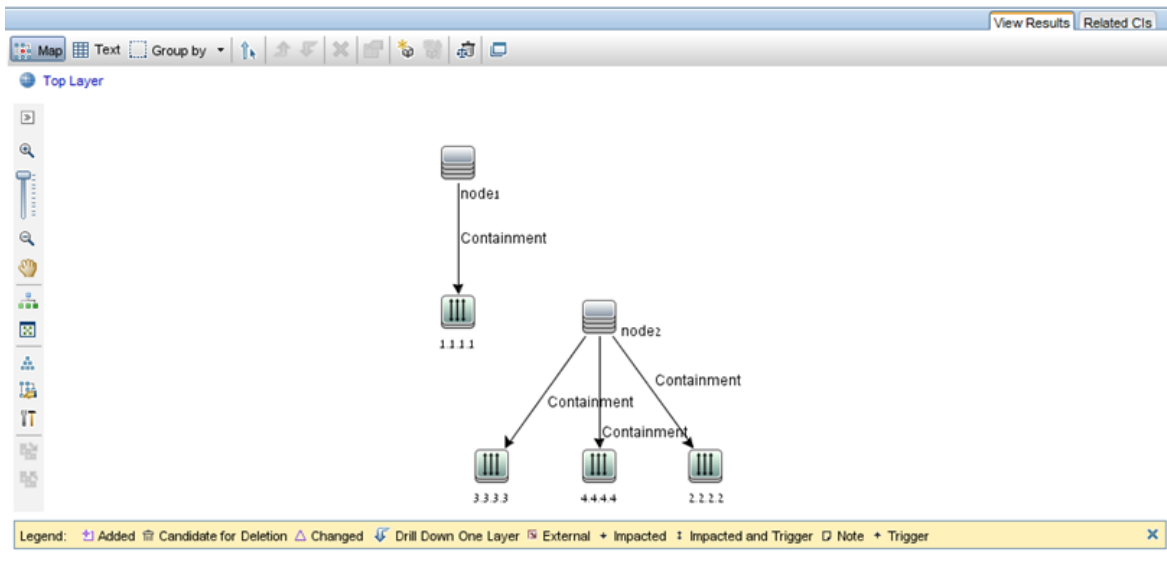 View Results Related CIs
Map Text Group by
Top Layer
node1
Containment
1.1.1.1
node2
Containment
Containment
Containment
3.3.3.3 4.4.4.4 2.2.2.2
Legend: Added Candidate for Deletion Changed Drill Down One Layer External Impacted Impacted and Trigger Note Trigger